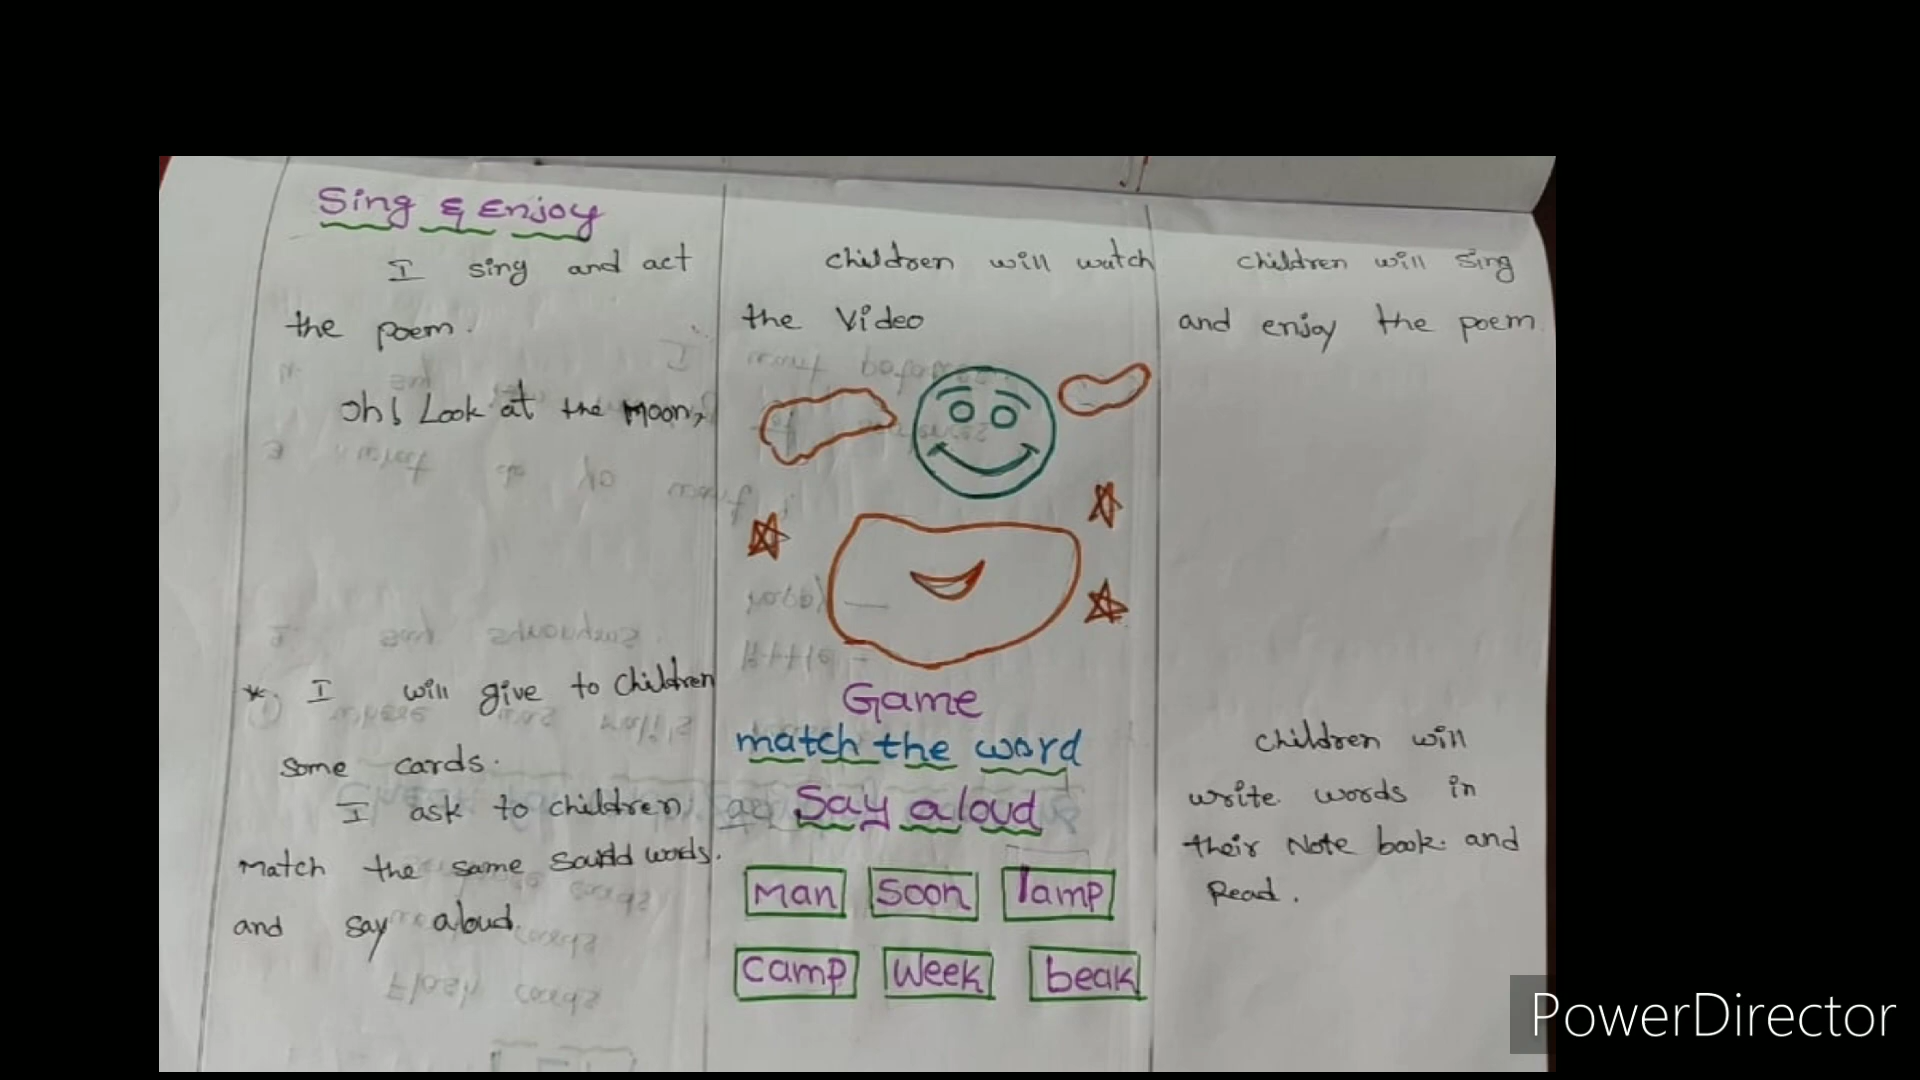 Sing & Enjoy
I sing and act
the poem.
Oh! Look at the moon,
* I will give to children
some cards.
I ask to children
match the same sound words.
and say aloud.
children will watch
the Video
Game
match the word
Say aloud
man soon lamp
camp week beak
children will sing
and enjoy the poem
children will
write words in
their Note book. and
Read.
PowerDirector